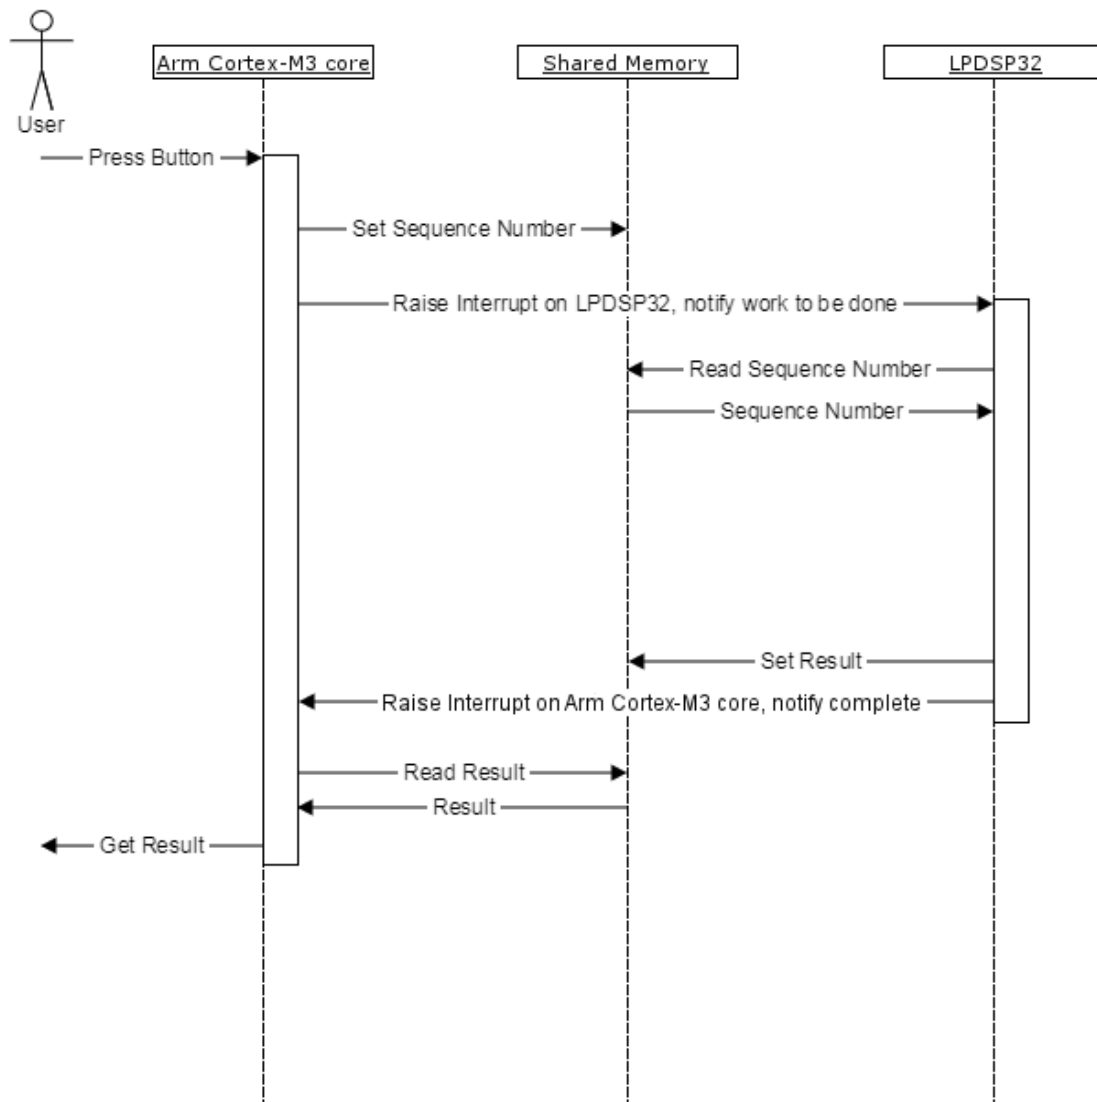 Arm Cortex-M3 core
Shared Memory
LPDSP32
User
Press Button
Set Sequence Number
Raise Interrupt on LPDSP32, notify work to be done
Read Sequence Number
Sequence Number
Set Result
Raise Interrupt on Arm Cortex-M3 core, notify complete
Read Result
Result
Get Result